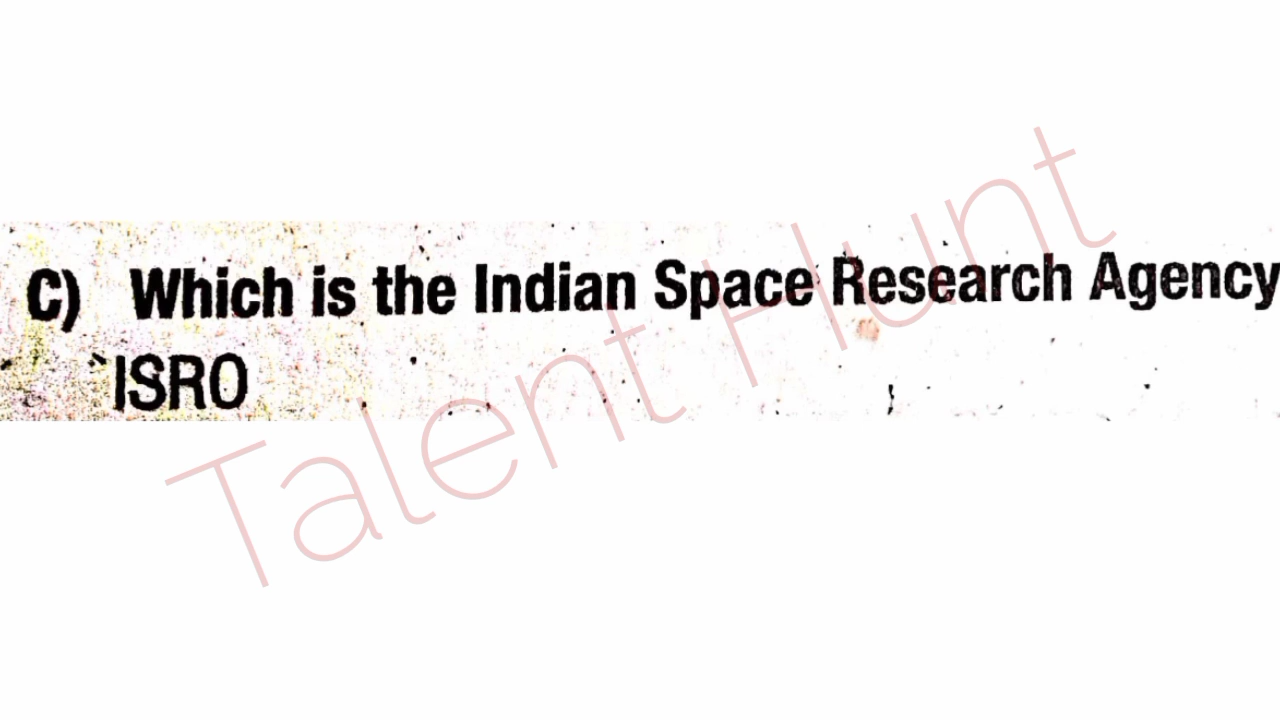 C) Which is the Indian Space Research Agency
ISRO
Talent Hunt